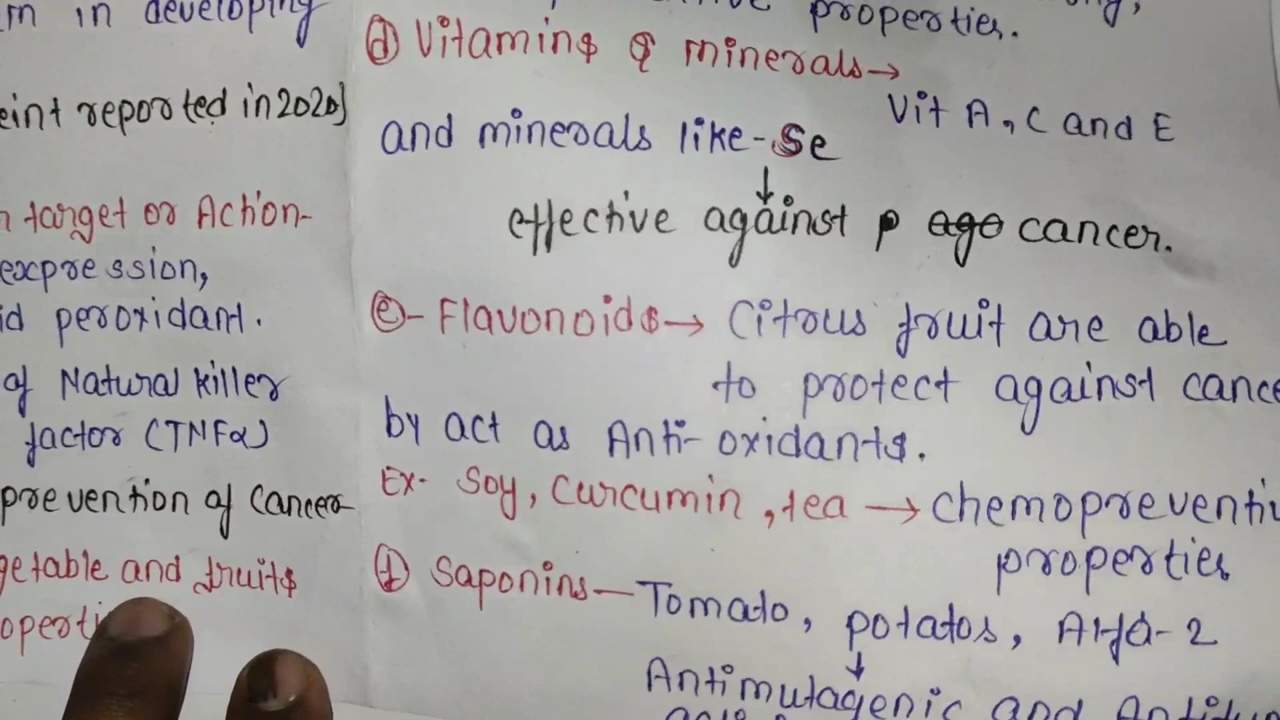 m in developing
eint reported in 2020]
target or Action-
expression,
id peroxidant.
of Natural killer
factor (TNFα)
prevention of cancer
getable and fruits
operti
properties.
(d) Vitamins & minerals→
Vit A, C and E
and minerals like-Se
↓
effective against p ago cancer.
(e)- Flavonoids→ Citrous fruit are able
to protect against cance
by act as Anti-oxidants.
Ex- Soy, Curcumin, tea → chemopreventi
properties
(f) Saponins— Tomato, potatos,
↓
Antimutagenic and